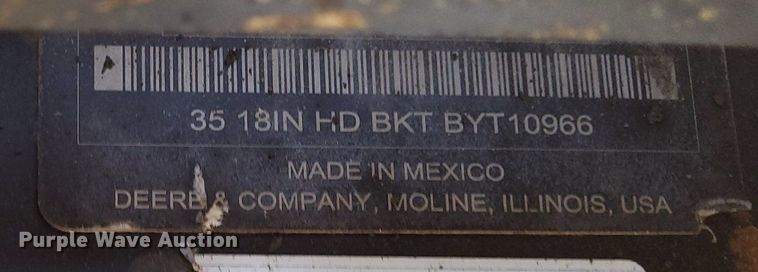 35 18IN HD BKT BYT10966
MADE IN MEXICO
DEERE & COMPANY, MOLINE, ILLINOIS, USA
Purple Wave Auction